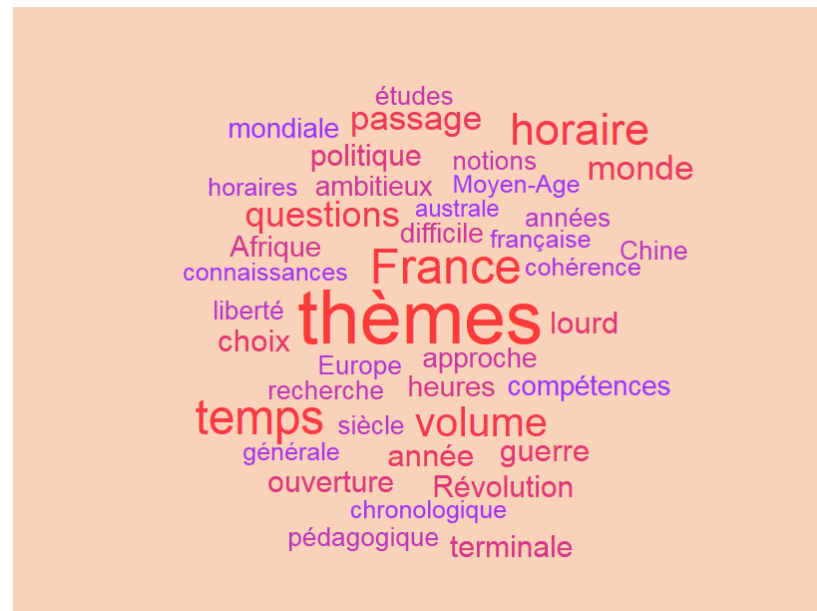 études
mondiale passage horaire
politique notions monde
horaires ambitieux Moyen-Age
questions australe années
Afrique difficile française Chine
connaissances France cohérence
liberté thèmes lourd
choix
Europe approche
recherche heures compétences
temps siècle volume
générale année guerre
ouverture Révolution
chronologique
pédagogique terminale